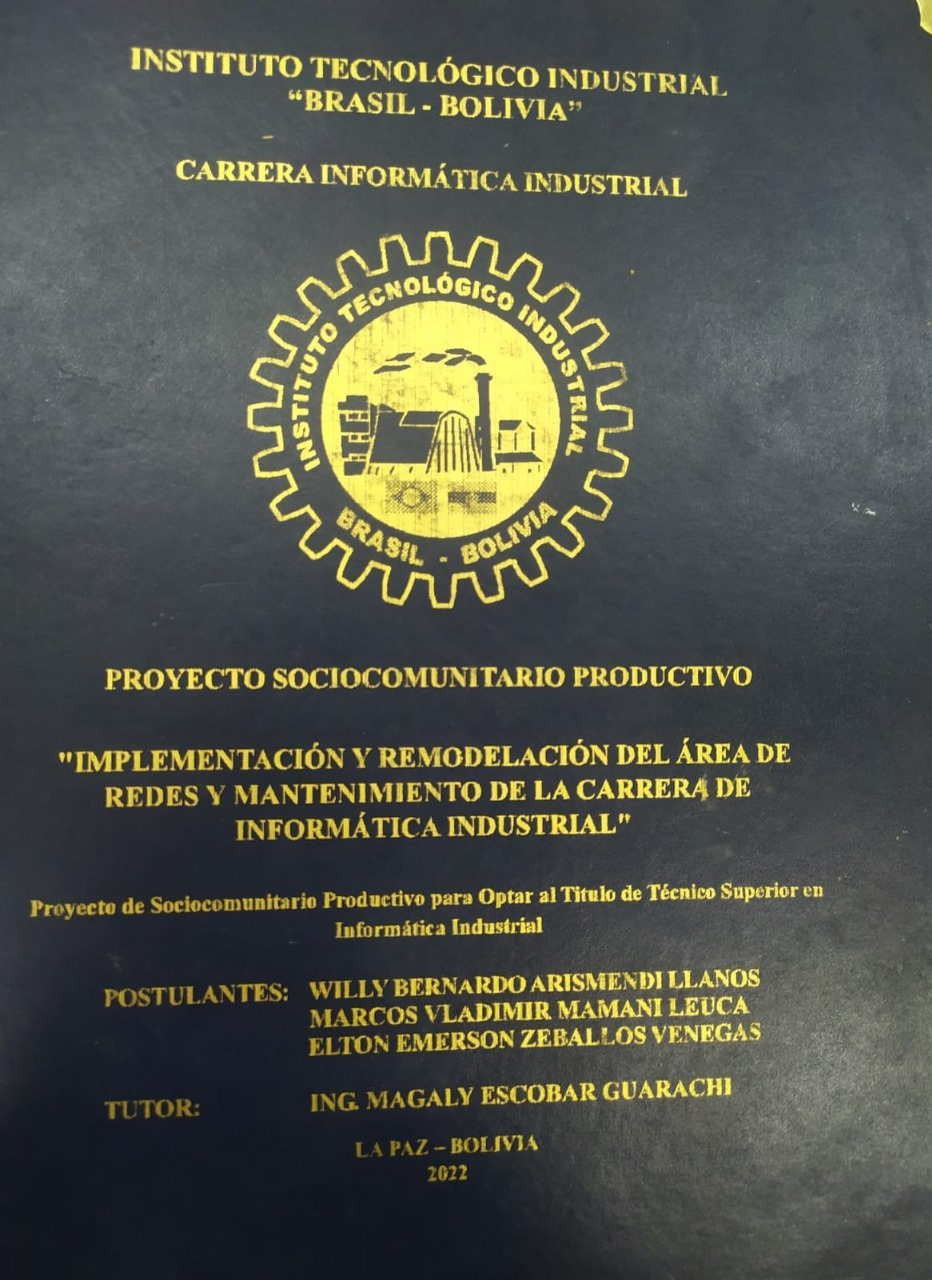 INSTITUTO TECNOLÓGICO INDUSTRIAL
“BRASIL - BOLIVIA”
CARRERA INFORMÁTICA INDUSTRIAL
INSTITUTO TECNOLÓGICO INDUSTRIAL
BRASIL - BOLIVIA
PROYECTO SOCIOCOMUNITARIO PRODUCTIVO
"IMPLEMENTACIÓN Y REMODELACIÓN DEL ÁREA DE
REDES Y MANTENIMIENTO DE LA CARRERA DE
INFORMÁTICA INDUSTRIAL"
Proyecto de Sociocomunitario Productivo para Optar al Titulo de Técnico Superior en
Informática Industrial
POSTULANTES: WILLY BERNARDO ARISMENDI LLANOS
MARCOS VLADIMIR MAMANI LEUCA
ELTON EMERSON ZEBALLOS VENEGAS
TUTOR: ING. MAGALY ESCOBAR GUARACHI
LA PAZ – BOLIVIA
2022